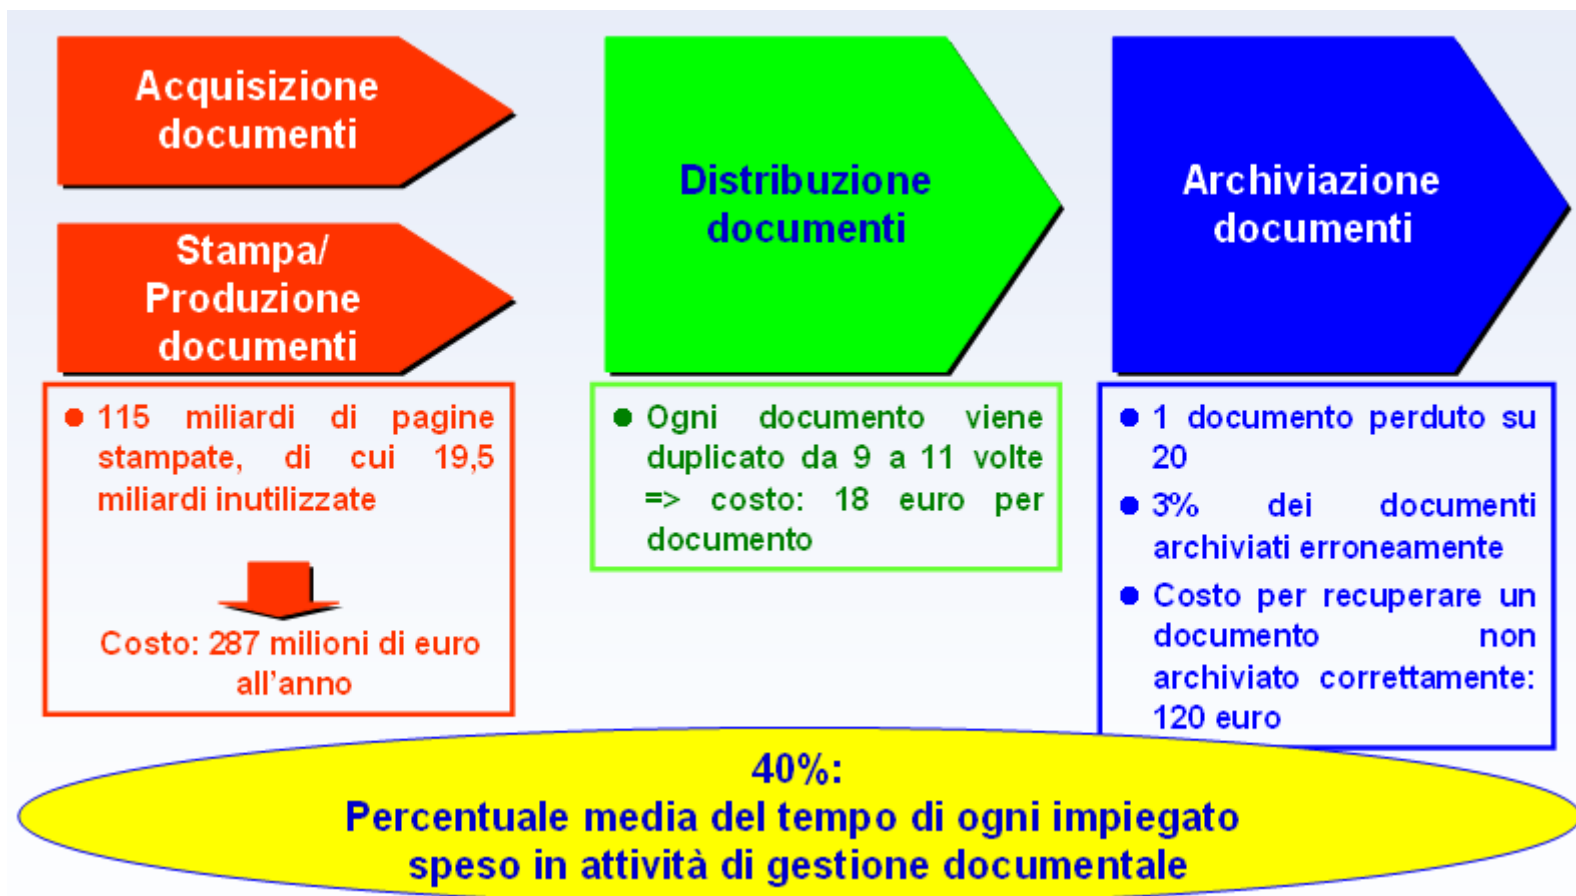 Acquisizione
documenti
Stampa/
Produzione
documenti
● 115 miliardi di pagine
stampate, di cui 19,5
miliardi inutilizzate
Costo: 287 milioni di euro
all'anno
Distribuzione
documenti
● Ogni documento viene
duplicato da 9 a 11 volte
=> costo: 18 euro per
documento
Archiviazione
documenti
● 1 documento perduto su
20
● 3% dei documenti
archiviati erroneamente
● Costo per recuperare un
documento non
archiviato correttamente:
120 euro
40%:
Percentuale media del tempo di ogni impiegato
speso in attività di gestione documentale